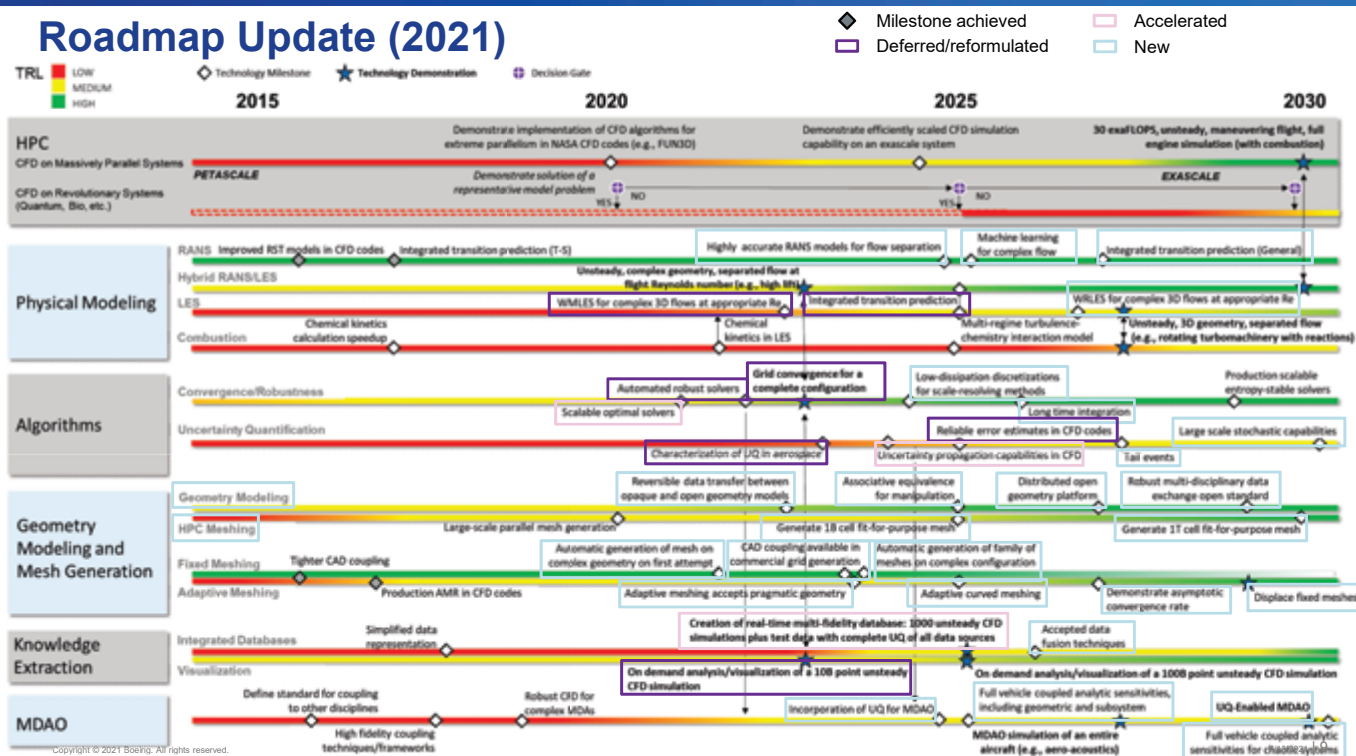 Roadmap Update (2021)
Milestone achieved
Accelerated
Deferred/reformulated
New
TRL
LOW
MEDIUM
HIGH
Technology Milestone
Technology Demonstration
Decision Gate
2015
2020
2025
2030
HPC
CFD on Massively Parallel Systems
CFD on Revolutionary Systems
(Quantum, Bio, etc.)
Demonstrate implementation of CFD algorithms for
extreme parallelism in NASA CFD codes (e.g., FUN3D)
Demonstrate efficiently scaled CFD simulation
capability on an exascale system
30 exaFLOPS, unsteady, maneuvering flight, full
engine simulation (with combustion)
PETASCALE
Demonstrate solution of a
representative model problem
YES
NO
YES
NO
EXASCALE
Physical Modeling
RANS
Improved RST models in CFD codes
Integrated transition prediction (T-S)
Highly accurate RANS models for flow separation
Machine learning
for complex flow
Integrated transition prediction (General)
Hybrid RANS/LES
Unsteady, complex geometry, separated flow at
flight Reynolds number (e.g., high lift)
LES
WMLES for complex 3D flows at appropriate Re
Integrated transition prediction
WRLES for complex 3D flows at appropriate Re
Combustion
Chemical kinetics
calculation speedup
Chemical
kinetics in LES
Multi-regime turbulence-
chemistry interaction model
Unsteady, 3D geometry, separated flow
(e.g., rotating turbomachinery with reactions)
Algorithms
Convergence/Robustness
Automated robust solvers
Grid convergence for a
complete configuration
Scalable optimal solvers
Low-dissipation discretizations
for scale-resolving methods
Long time integration
Production scalable
entropy-stable solvers
Uncertainty Quantification
Characterization of UQ in aerospace
Reliable error estimates in CFD codes
Uncertainty propagation capabilities in CFD
Tail events
Large scale stochastic capabilities
Geometry
Modeling and
Mesh Generation
Geometry Modeling
Reversible data transfer between
opaque and open geometry models
Associative equivalence
for manipulation
Distributed open
geometry platform
Robust multi-disciplinary data
exchange open standard
HPC Meshing
Large-scale parallel mesh generation
Generate 1B cell fit-for-purpose mesh
Generate 1T cell fit-for-purpose mesh
Fixed Meshing
Tighter CAD coupling
Automatic generation of mesh on
complex geometry on first attempt
CAD coupling available in
commercial grid generation
Automatic generation of family of
meshes on complex configuration
Adaptive Meshing
Production AMR in CFD codes
Adaptive meshing accepts pragmatic geometry
Adaptive curved meshing
Demonstrate asymptotic
convergence rate
Displace fixed meshes
Knowledge
Extraction
Integrated Databases
Simplified data
representation
Creation of real-time multi-fidelity database: 1000 unsteady CFD
simulations plus test data with complete UQ of all data sources
Accepted data
fusion techniques
Visualization
On demand analysis/visualization of a 10B point unsteady
CFD simulation
On demand analysis/visualization of a 100B point unsteady CFD simulation
MDAO
Define standard for coupling
to other disciplines
High fidelity coupling
techniques/frameworks
Robust CFD for
complex MDAs
Incorporation of UQ for MDAO
Full vehicle coupled analytic sensitivities,
including geometric and subsystem
MDAO simulation of an entire
aircraft (e.g., aero-acoustics)
UQ-Enabled MDAO
Full vehicle coupled analytic
sensitivities for systems
Copyright © 2021 Boeing. All rights reserved.